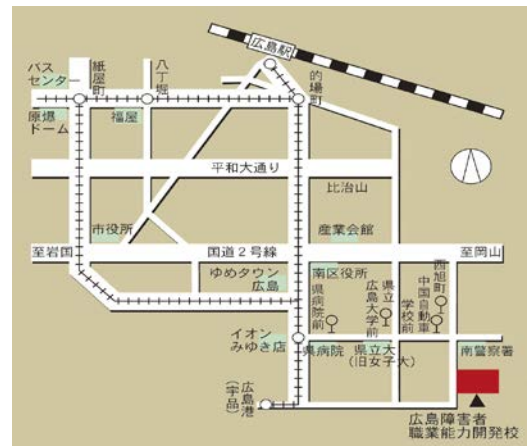 広島駅
バス
センター
紙屋町
八丁堀
的場町
原爆
ドーム
福屋
平和大通り
比治山
市役所
産業会館
至岩国
国道2号線
至岡山
ゆめタウン
広島
南区役所
県病院前
県立
広島大学前
西旭町
中国自動車
学校前
イオン
みゆき店
県病院
県立大
(旧女子大)
南警察署
広島港
(宇品)
広島障害者
職業能力開発校